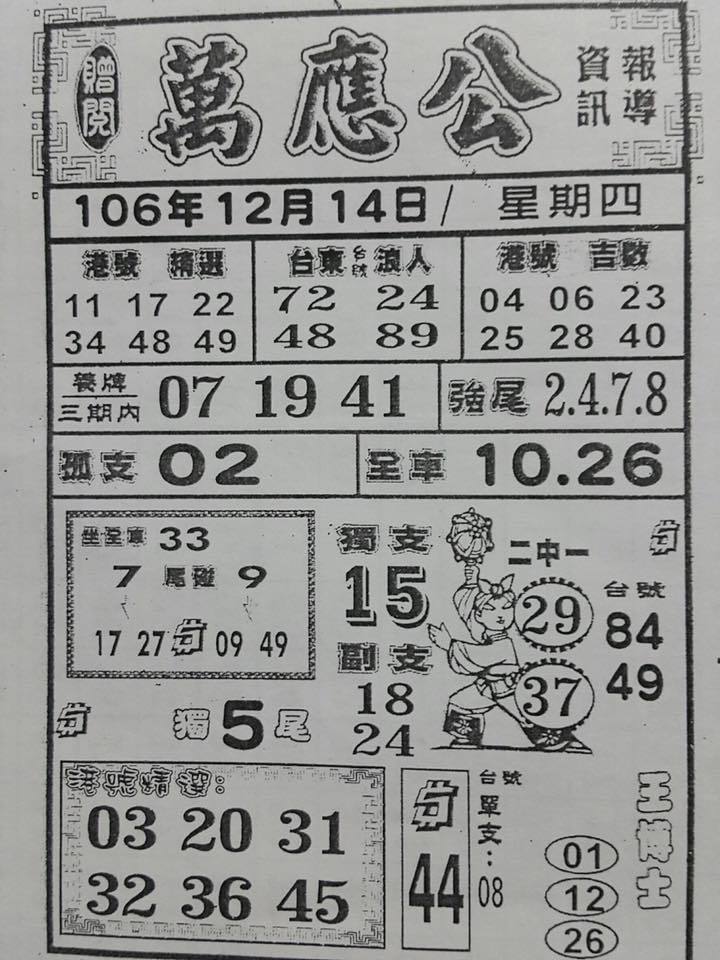 贈閱
萬應公
資訊報導
106年12月14日/ 星期四
港號 精選
11 17 22
34 48 49
台東台號浪人
72 24
48 89
港號 吉數
04 06 23
25 28 40
養牌
三期內
07 19 41
強尾 2.4.7.8
孤支 02
全車 10.26
坐全車 33
7 尾碰 9
17 27 09 49
獨支
15
副支
18
24
二中一
29
37
台號
84
49
獨5尾
港號精選:
03 20 31
32 36 45
44
台號
單支:08
王博士
01
12
26